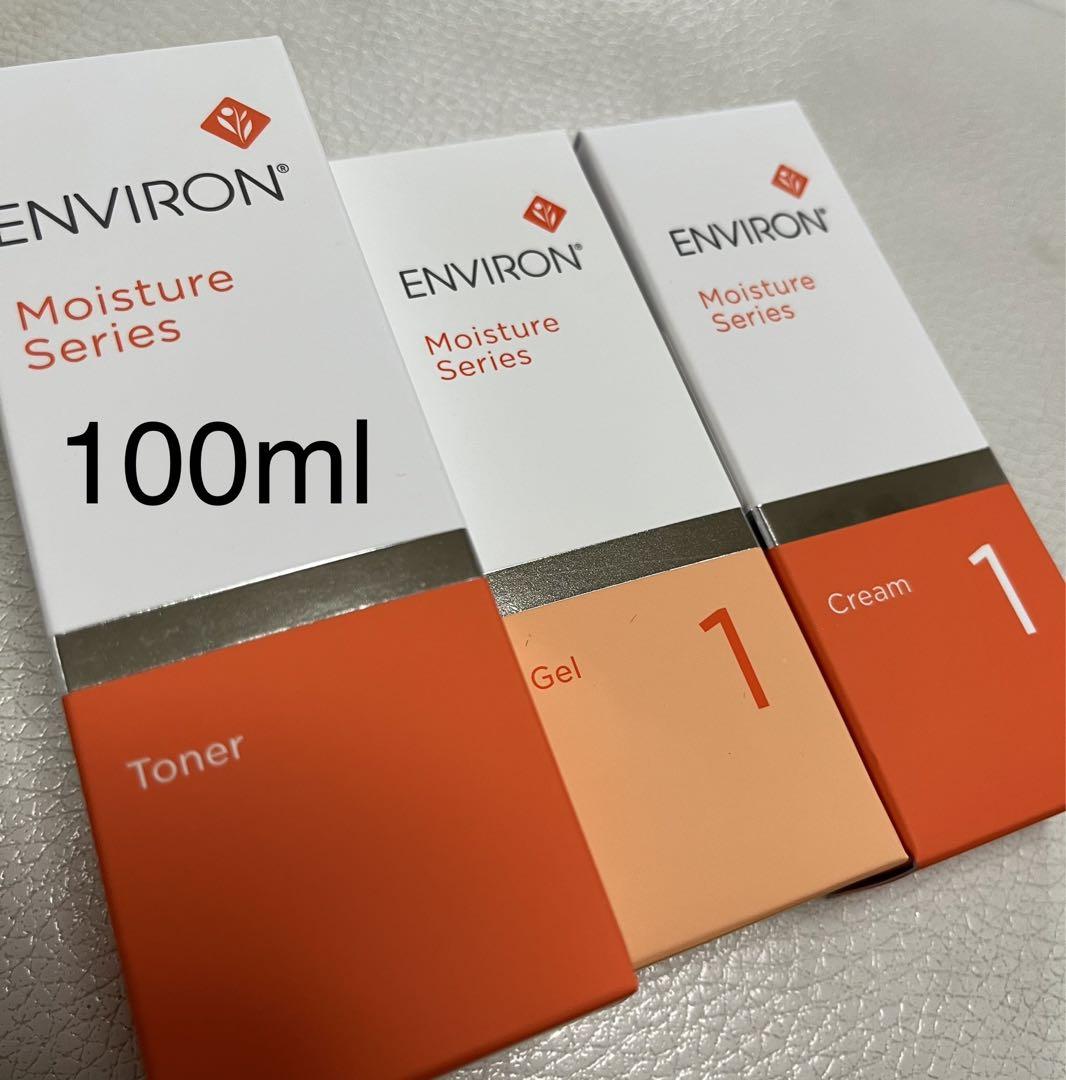 ENVIRON®
Moisture
Series
100ml
Toner
ENVIRON®
Moisture
Series
Gel
1
ENVIRON®
Moisture
Series
Cream
1